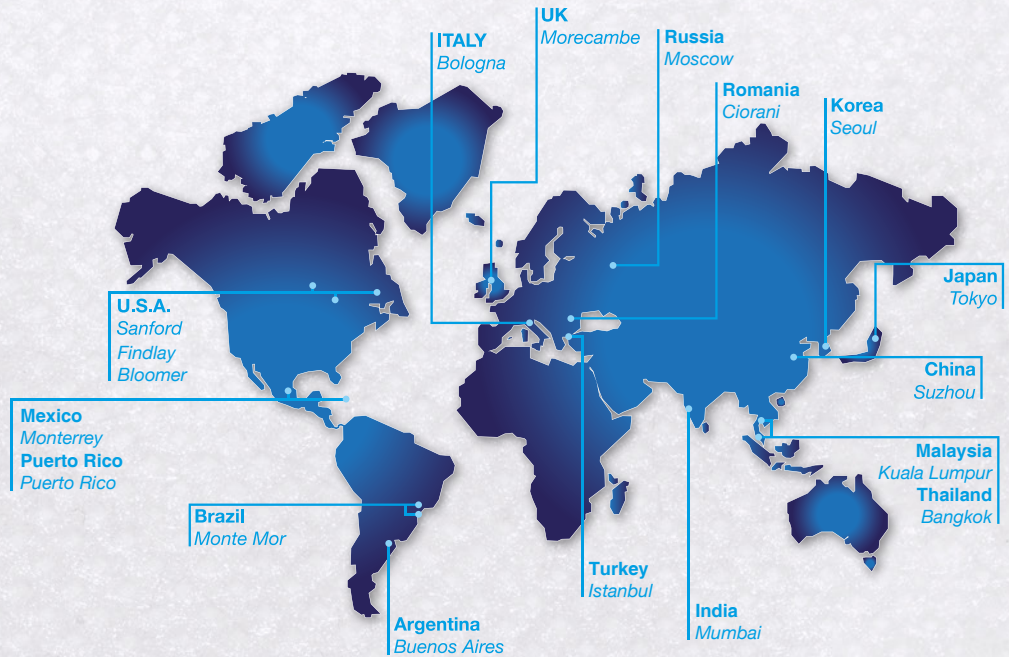 UK
Morecambe
ITALY
Bologna
Russia
Moscow
Romania
Ciorani
Korea
Seoul
Japan
Tokyo
U.S.A.
Sanford
Findlay
Bloomer
China
Suzhou
Mexico
Monterrey
Puerto Rico
Puerto Rico
Malaysia
Kuala Lumpur
Thailand
Bangkok
Brazil
Monte Mor
Turkey
Istanbul
India
Mumbai
Argentina
Buenos Aires